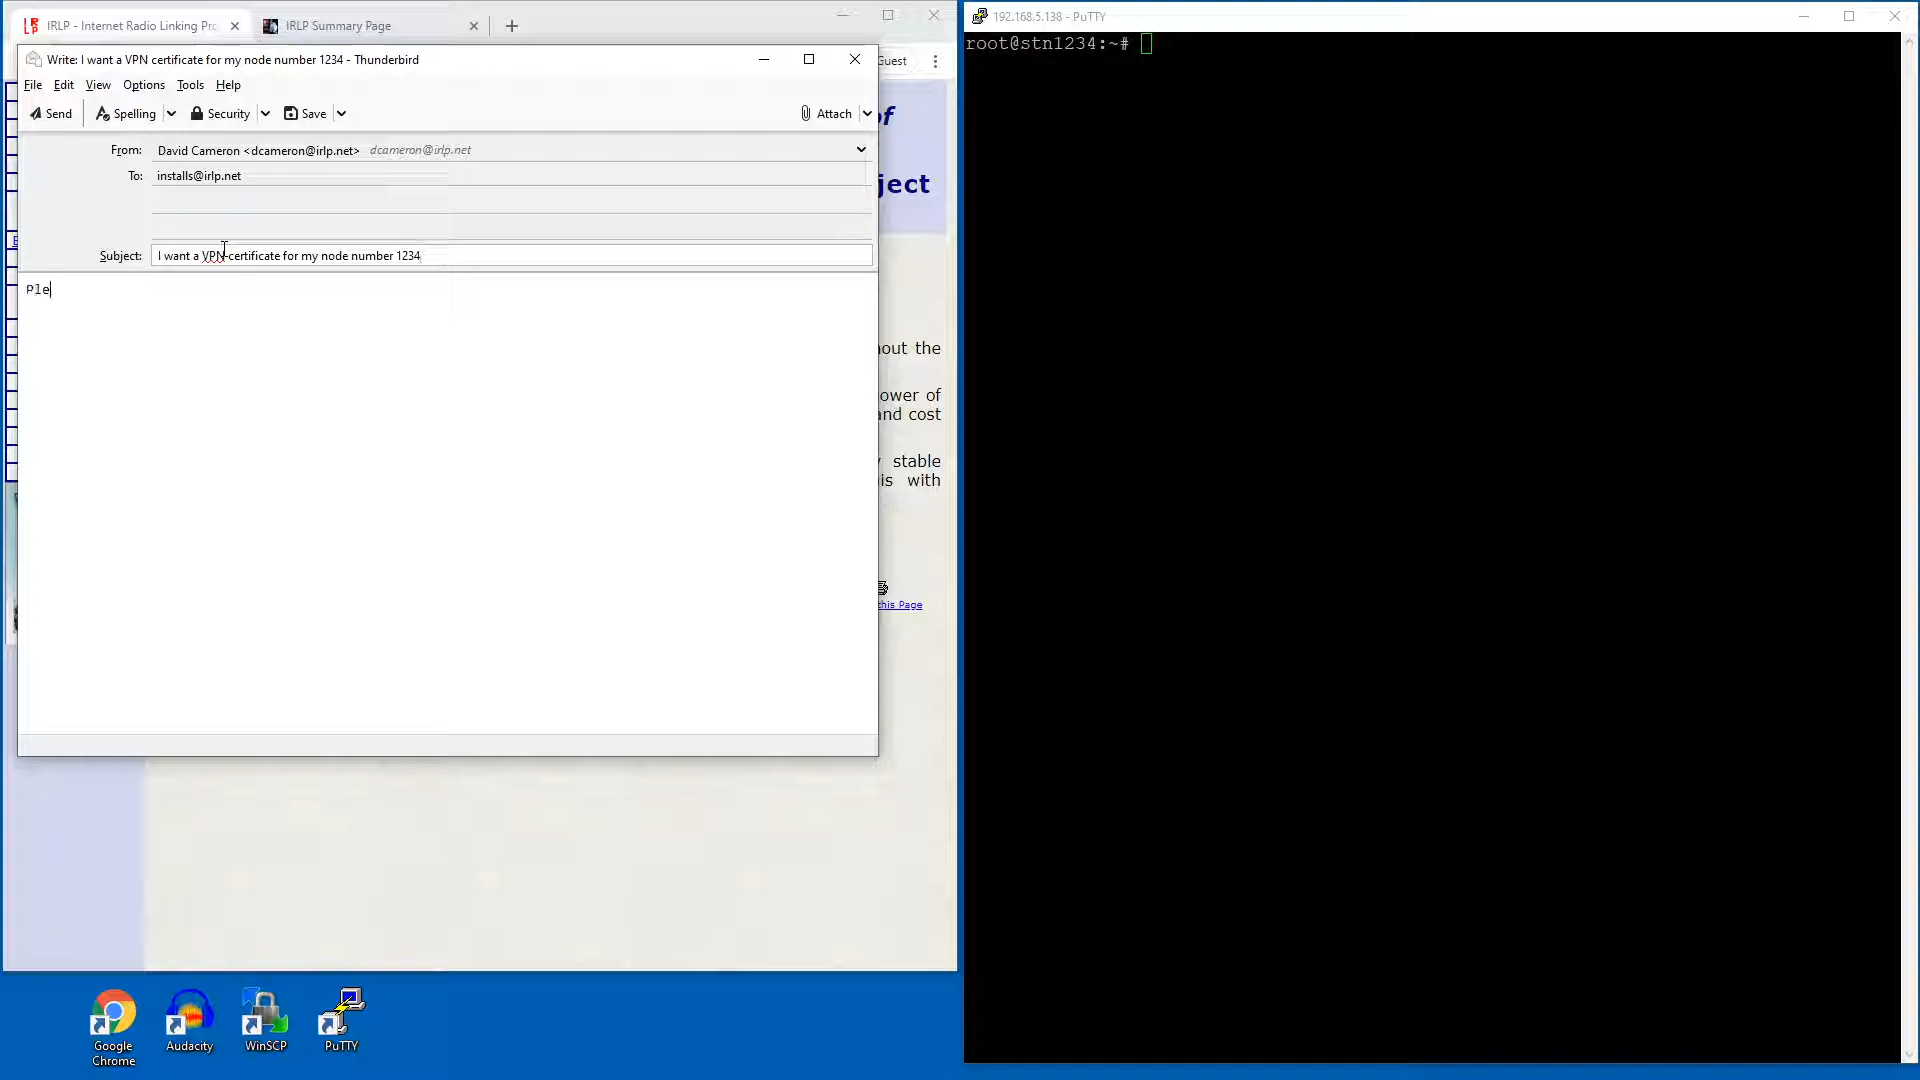 IRLP - Internet Radio Linking Pro
IRLP Summary Page
192.168.5.138 - PuTTY
root@stn1234:~#
Write: I want a VPN certificate for my node number 1234 - Thunderbird
Guest
File Edit View Options Tools Help
Send Spelling Security Save Attach
From: David Cameron <dcameron@irlp.net> dcameron@irlp.net
To: installs@irlp.net
Subject: I want a VPN certificate for my node number 1234
Ple
of
ject
hout the
ower of
and cost
stable
is with
this Page
Google
Chrome
Audacity
WinSCP
PuTTY